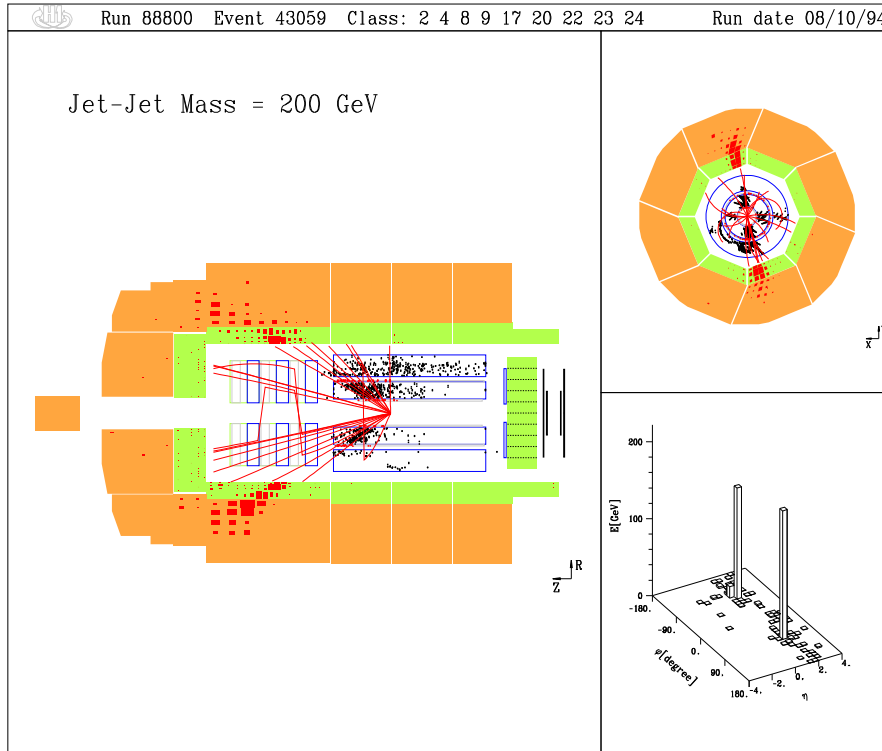 H1 Run 88800 Event 43059 Class: 2 4 8 9 17 20 22 23 24 Run date 08/10/94
Jet-Jet Mass = 200 GeV
R
Z
X
E[GeV]
200
100
0
-180.
-90.
0.
90.
180.
φ[degree]
-4.
-2.
0.
2.
4.
η